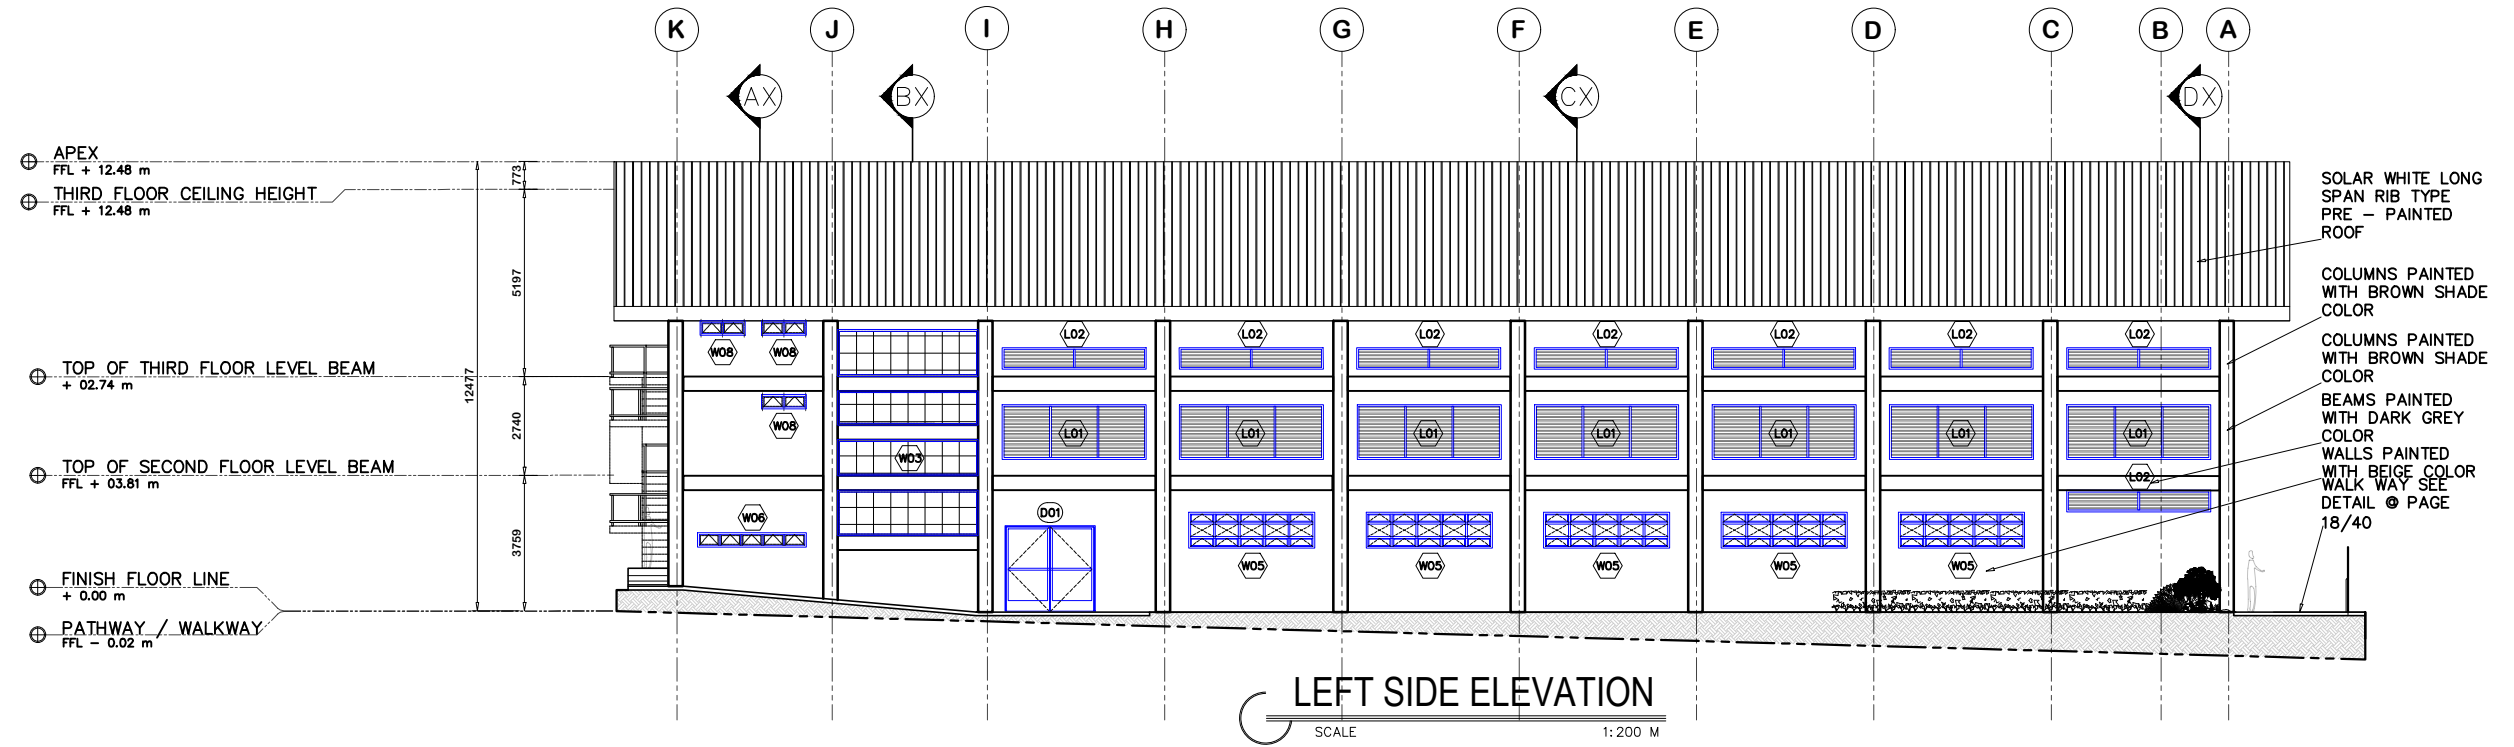 K J I H G F E D C B A
AX BX CX DX
APEX
FFL + 12.48 m
THIRD FLOOR CEILING HEIGHT
FFL + 12.48 m
773
5197
12477
2740
3759
TOP OF THIRD FLOOR LEVEL BEAM
+ 02.74 m
TOP OF SECOND FLOOR LEVEL BEAM
FFL + 03.81 m
FINISH FLOOR LINE
+ 0.00 m
PATHWAY / WALKWAY
FFL - 0.02 m
L02 L02 L02 L02 L02 L02 L02
W08 W08
W08
L01 L01 L01 L01 L01 L01 L01
W03
L02
W06
D01
W05 W05 W05 W05 W05
SOLAR WHITE LONG
SPAN RIB TYPE
PRE - PAINTED
ROOF
COLUMNS PAINTED
WITH BROWN SHADE
COLOR
COLUMNS PAINTED
WITH BROWN SHADE
COLOR
BEAMS PAINTED
WITH DARK GREY
COLOR
WALLS PAINTED
WITH BEIGE COLOR
WALK WAY SEE
DETAIL @ PAGE
18/40
LEFT SIDE ELEVATION
SCALE 1:200 M